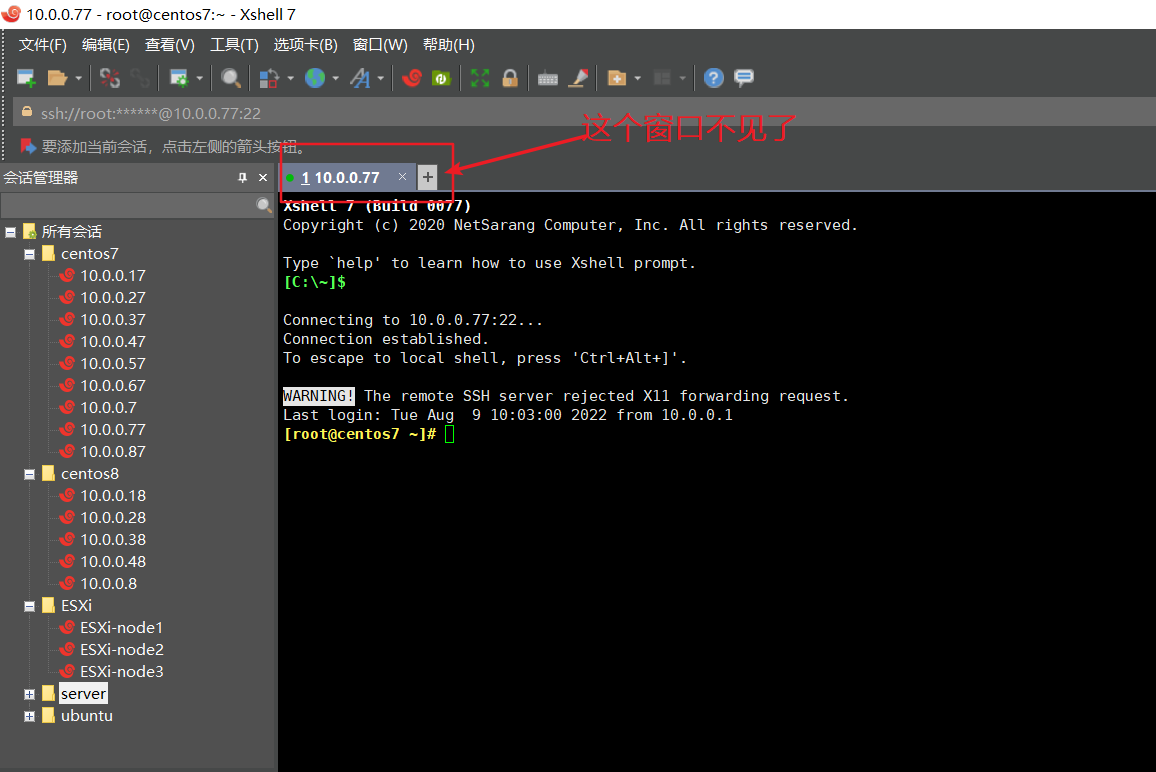 10.0.0.77 - root@centos7:~ - Xshell 7
文件(F) 编辑(E) 查看(V) 工具(T) 选项卡(B) 窗口(W) 帮助(H)
ssh://root:******@10.0.0.77:22
这个窗口不见了
要添加当前会话，点击左侧的箭头按钮。
会话管理器
1 10.0.0.77
Xshell 7 (Build 0077)
Copyright (c) 2020 NetSarang Computer, Inc. All rights reserved.
Type `help' to learn how to use Xshell prompt.
[C:\~]$
Connecting to 10.0.0.77:22...
Connection established.
To escape to local shell, press 'Ctrl+Alt+]'.
WARNING! The remote SSH server rejected X11 forwarding request.
Last login: Tue Aug  9 10:03:00 2022 from 10.0.0.1
[root@centos7 ~]#
所有会话
centos7
10.0.0.17
10.0.0.27
10.0.0.37
10.0.0.47
10.0.0.57
10.0.0.67
10.0.0.7
10.0.0.77
10.0.0.87
centos8
10.0.0.18
10.0.0.28
10.0.0.38
10.0.0.48
10.0.0.8
ESXi
ESXi-node1
ESXi-node2
ESXi-node3
server
ubuntu